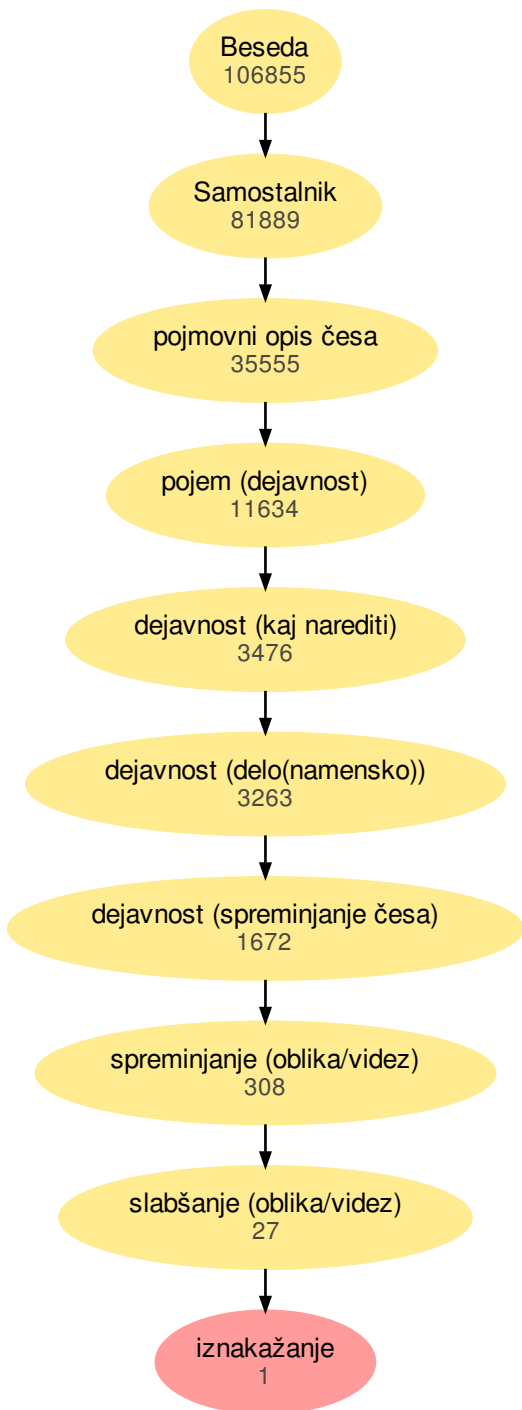 Beseda
106855
Samostalnik
81889
pojmovni opis česa
35555
pojem (dejavnost)
11634
dejavnost (kaj narediti)
3476
dejavnost (delo(namensko))
3263
dejavnost (spreminjanje česa)
1672
spreminjanje (oblika/videz)
308
slabšanje (oblika/videz)
27
iznakažanje
1